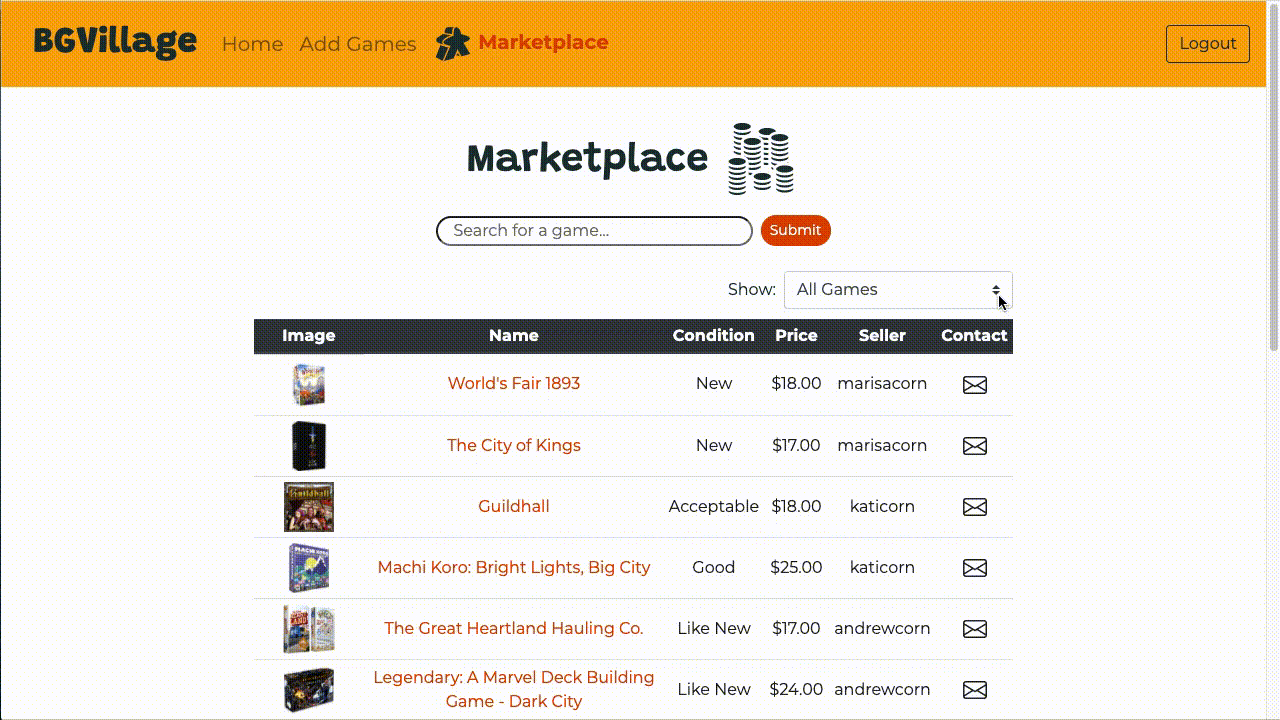 BGVillage Home Add Games Marketplace Logout
Marketplace
Search for a game... Submit
Show: All Games
Image Name Condition Price Seller Contact
World's Fair 1893 New $18.00 marisacorn
The City of Kings New $17.00 marisacorn
Guildhall
Guildhall Acceptable $18.00 katicorn
MACHI KORO
Machi Koro: Bright Lights, Big City Good $25.00 katicorn
The Great Heartland Hauling Co. Like New $17.00 andrewcorn
Legendary: A Marvel Deck Building
Game - Dark City Like New $24.00 andrewcorn